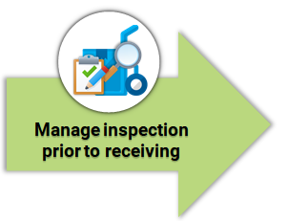 Manage inspection
prior to receiving